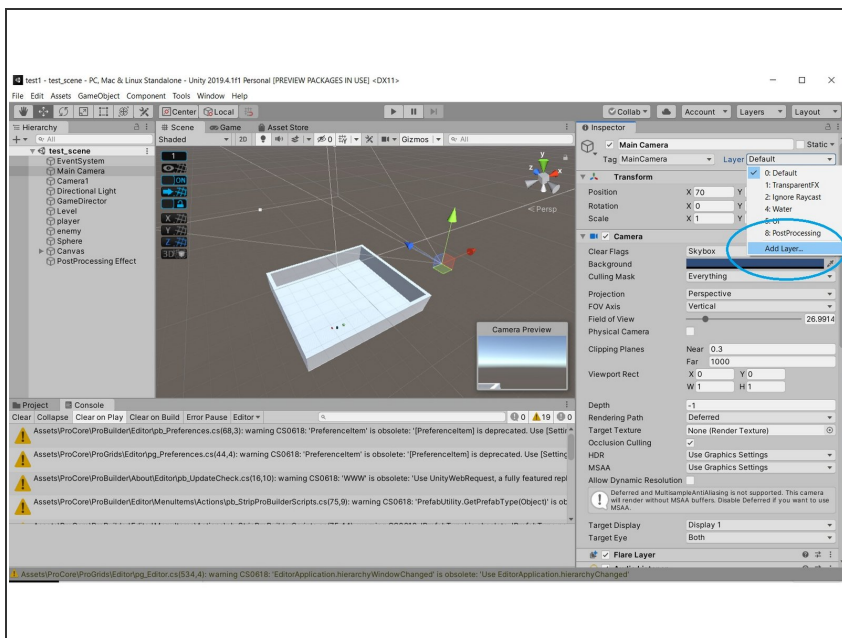 test1 - test_scene - PC, Mac & Linux Standalone - Unity 2019.4.1f1 Personal [PREVIEW PACKAGES IN USE] <DX11>
File Edit Assets GameObject Component Tools Window Help
Center Local Collab Account Layers Layout
Hierarchy Scene Game Asset Store Inspector
All Shaded 2D 0 Gizmos All
test_scene
EventSystem
Main Camera
Camera1
Directional Light
GameDirector
Level
player
enemy
Sphere
Canvas
PostProcessing Effect
1
ON
X
Y
Z
3D
y
z
x
Persp
Camera Preview
Main Camera Static
Tag MainCamera Layer Default
0: Default
1: TransparentFX
2: Ignore Raycast
4: Water
5: UI
8: PostProcessing
Add Layer...
Transform
Position X 70 Y
Rotation X 0 Y
Scale X 1 Y
Camera
Clear Flags Skybox
Background
Culling Mask Everything
Projection Perspective
FOV Axis Vertical
Field of View 26.9914
Physical Camera
Clipping Planes Near 0.3
Far 1000
Viewport Rect X 0 Y 0
W 1 H 1
Depth -1
Rendering Path Deferred
Target Texture None (Render Texture)
Occlusion Culling
HDR Use Graphics Settings
MSAA Use Graphics Settings
Allow Dynamic Resolution
Deferred and MultisampleAntiAliasing is not supported. This camera
will render without MSAA buffers. Disable Deferred if you want to use
MSAA.
Target Display Display 1
Target Eye Both
Flare Layer
Project Console
Clear Collapse Clear on Play Clear on Build Error Pause Editor 0 19 0
Assets\ProCore\ProBuilder\Editor\pb_Preferences.cs(68,3): warning CS0618: 'PreferenceItem' is obsolete: '[PreferenceItem] is deprecated. Use [Settin
Assets\ProCore\ProGrids\Editor\pg_Preferences.cs(44,4): warning CS0618: 'PreferenceItem' is obsolete: '[PreferenceItem] is deprecated. Use [Setting
Assets\ProCore\ProBuilder\About\Editor\pb_UpdateCheck.cs(16,10): warning CS0618: 'WWW' is obsolete: 'Use UnityWebRequest, a fully featured repl
Assets\ProCore\ProBuilder\Editor\MenuItems\Actions\pb_StripProBuilderScripts.cs(75,9): warning CS0618: 'PrefabUtility.GetPrefabType(Object)' is ob
Assets\ProCore\ProGrids\Editor\pg_Editor.cs(534,4): warning CS0618: 'EditorApplication.hierarchyWindowChanged' is obsolete: 'Use EditorApplication.hierarchyChanged'